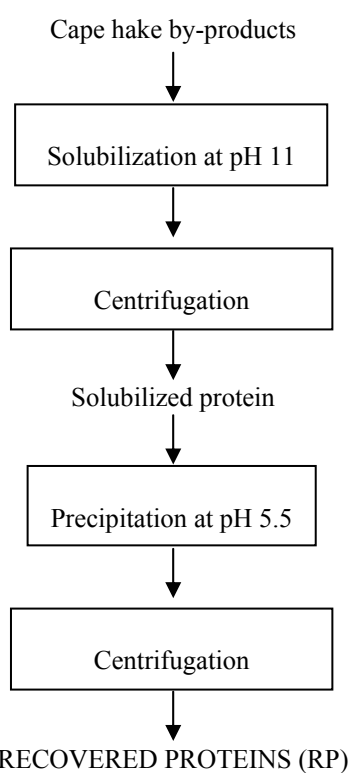 Cape hake by-products
Solubilization at pH 11
Centrifugation
Solubilized protein
Precipitation at pH 5.5
Centrifugation
RECOVERED PROTEINS (RP)